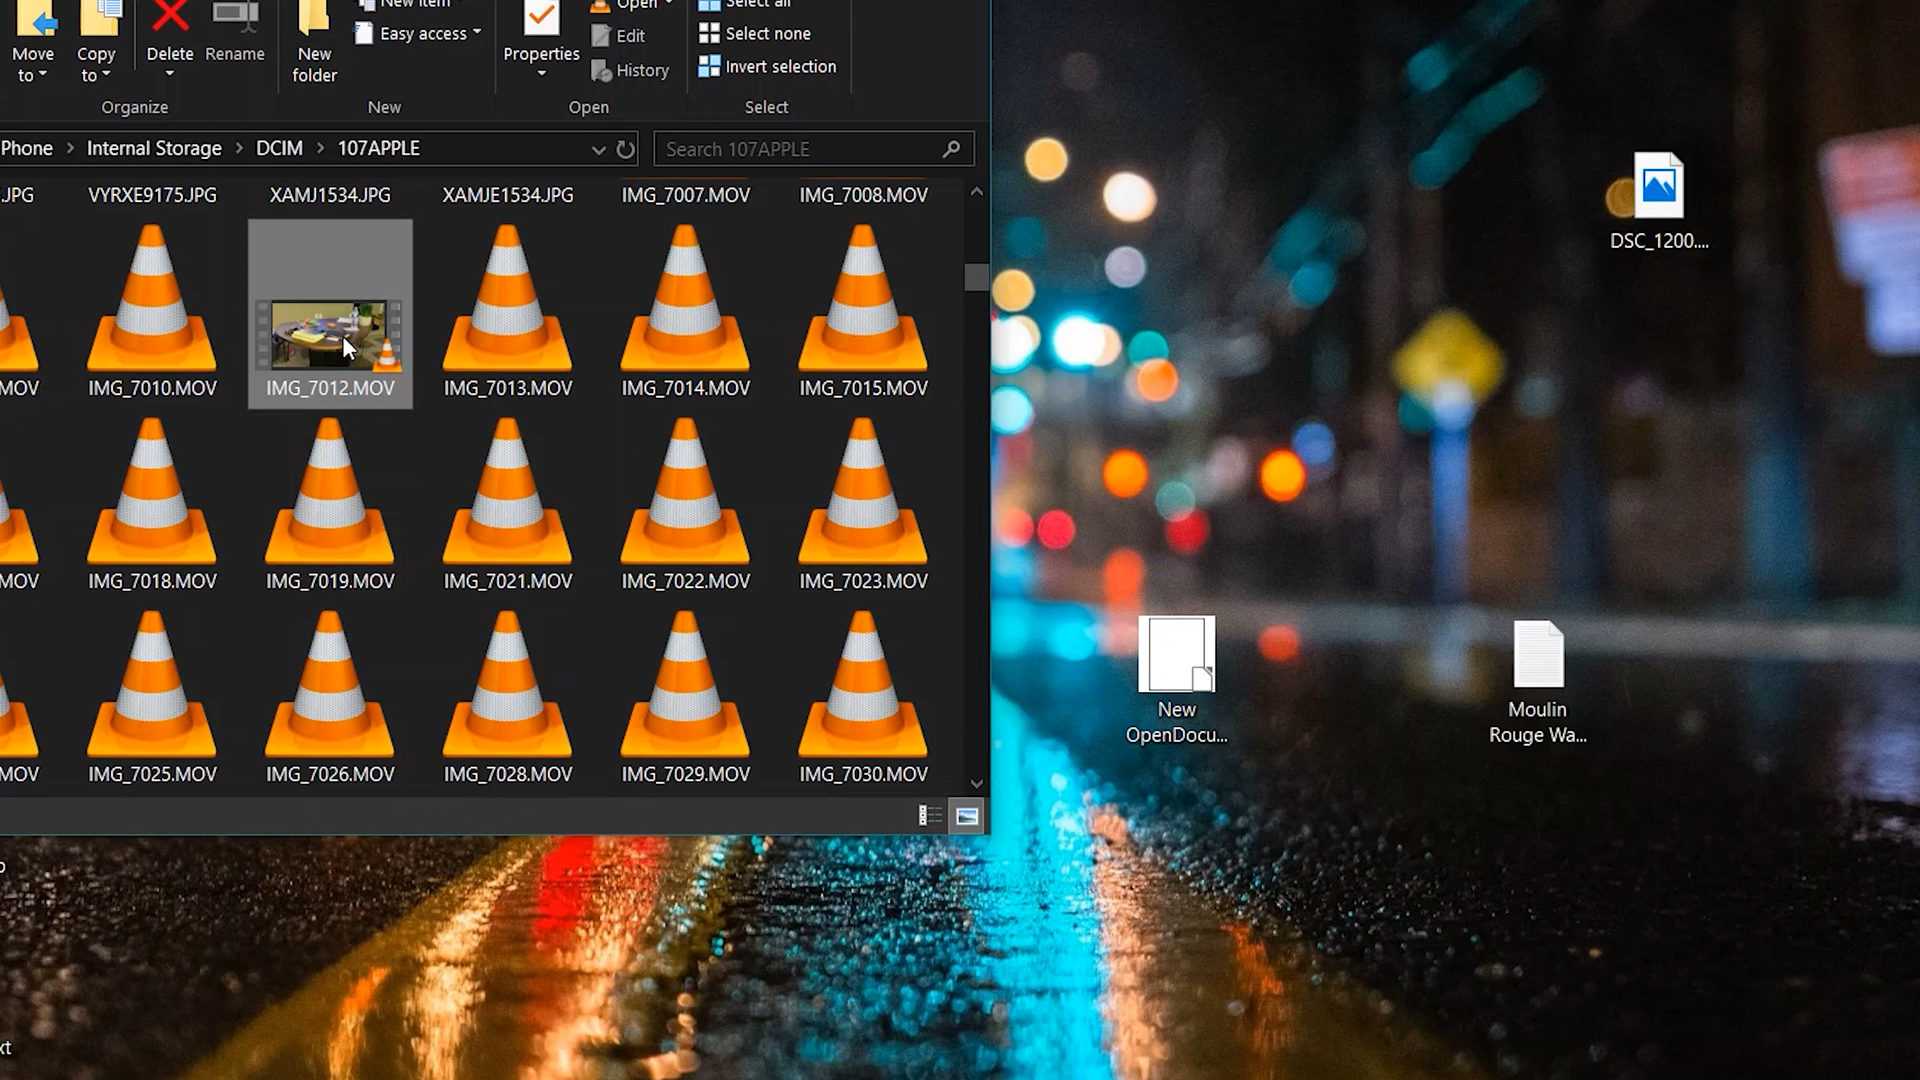 New item
Open
Select all
Move
to
Copy
to
Delete
Rename
New
folder
Easy access
Properties
Edit
History
Select none
Invert selection
Organize
New
Open
Select
Phone > Internal Storage > DCIM > 107APPLE
Search 107APPLE
.JPG
VYRXE9175.JPG
XAMJ1534.JPG
XAMJE1534.JPG
IMG_7007.MOV
IMG_7008.MOV
MOV
IMG_7010.MOV
IMG_7012.MOV
IMG_7013.MOV
IMG_7014.MOV
IMG_7015.MOV
MOV
IMG_7018.MOV
IMG_7019.MOV
IMG_7021.MOV
IMG_7022.MOV
IMG_7023.MOV
MOV
IMG_7025.MOV
IMG_7026.MOV
IMG_7028.MOV
IMG_7029.MOV
IMG_7030.MOV
DSC_1200....
New
OpenDocu...
Moulin
Rouge Wa...